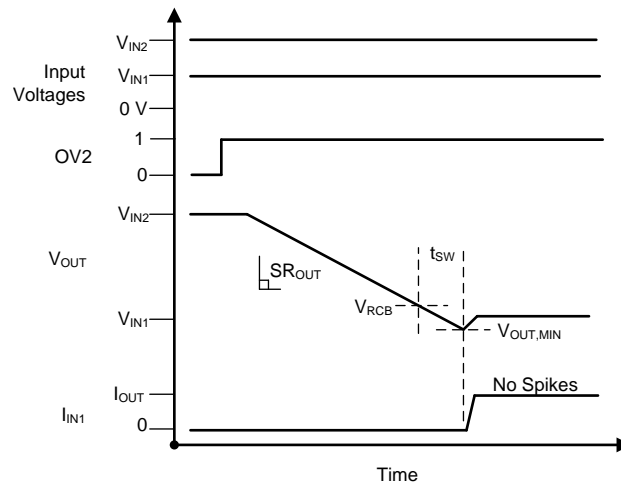 VIN2
Input
Voltages
VIN1
0 V
OV2
1
0
VOUT
VIN2
tSW
SROUT
VRCB
VIN1
VOUT,MIN
IIN1
IOUT
No Spikes
0
Time